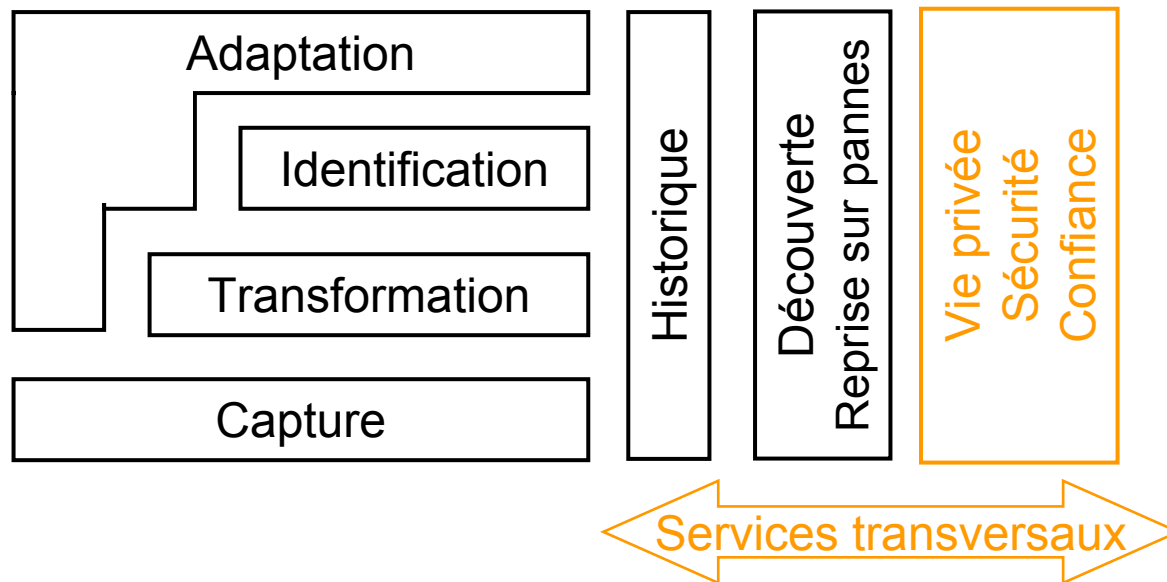 Adaptation
Identification
Transformation
Capture
Historique
Découverte
Reprise sur pannes
Vie privée
Sécurité
Confiance
Services transversaux